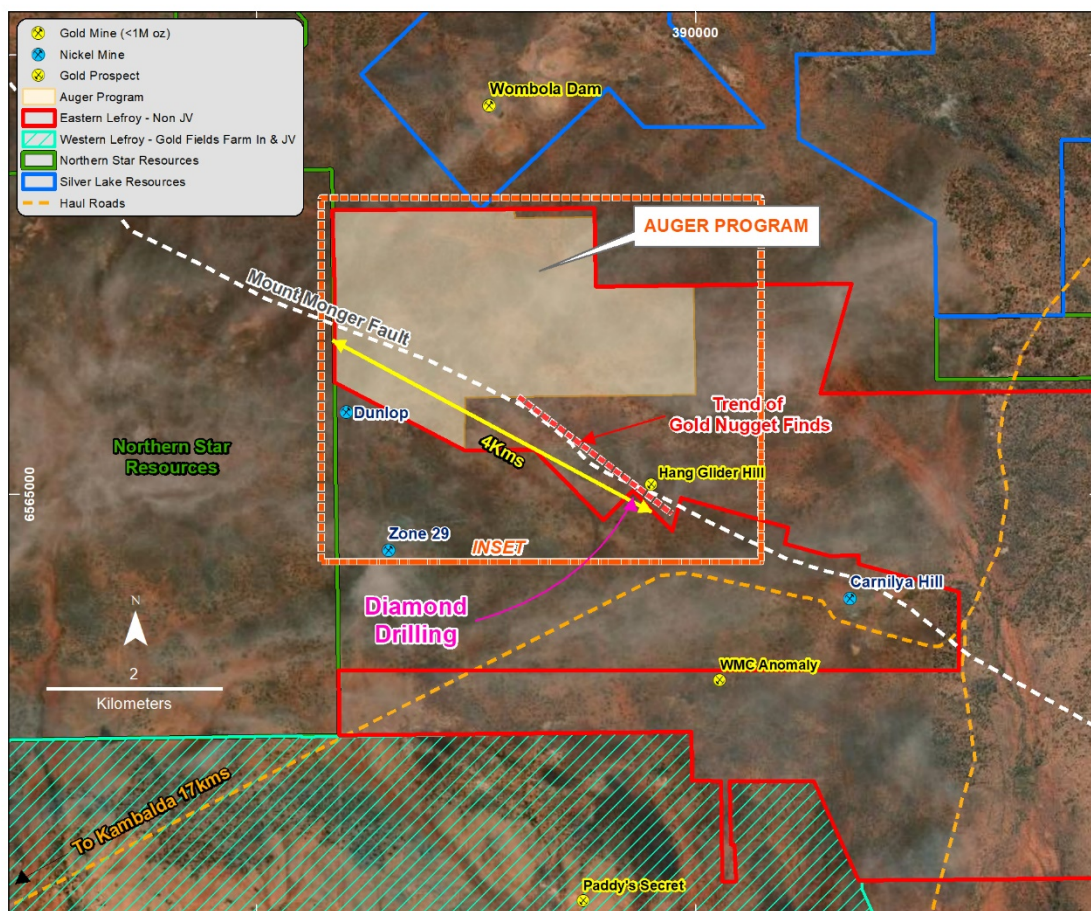 Gold Mine (<1M oz)
Nickel Mine
Gold Prospect
Auger Program
Eastern Lefroy - Non JV
Western Lefroy - Gold Fields Farm In & JV
Northern Star Resources
Silver Lake Resources
Haul Roads
390000
Wombola Dam
AUGER PROGRAM
Mount Monger Fault
Dunlop
Trend of
Gold Nugget Finds
4Kms
Northern Star
Resources
Hang Glider Hill
6565000
Zone 29
INSET
Carnilya Hill
Diamond
Drilling
N
2
Kilometers
WMC Anomaly
To Kambalda 17kms
Paddy's Secret